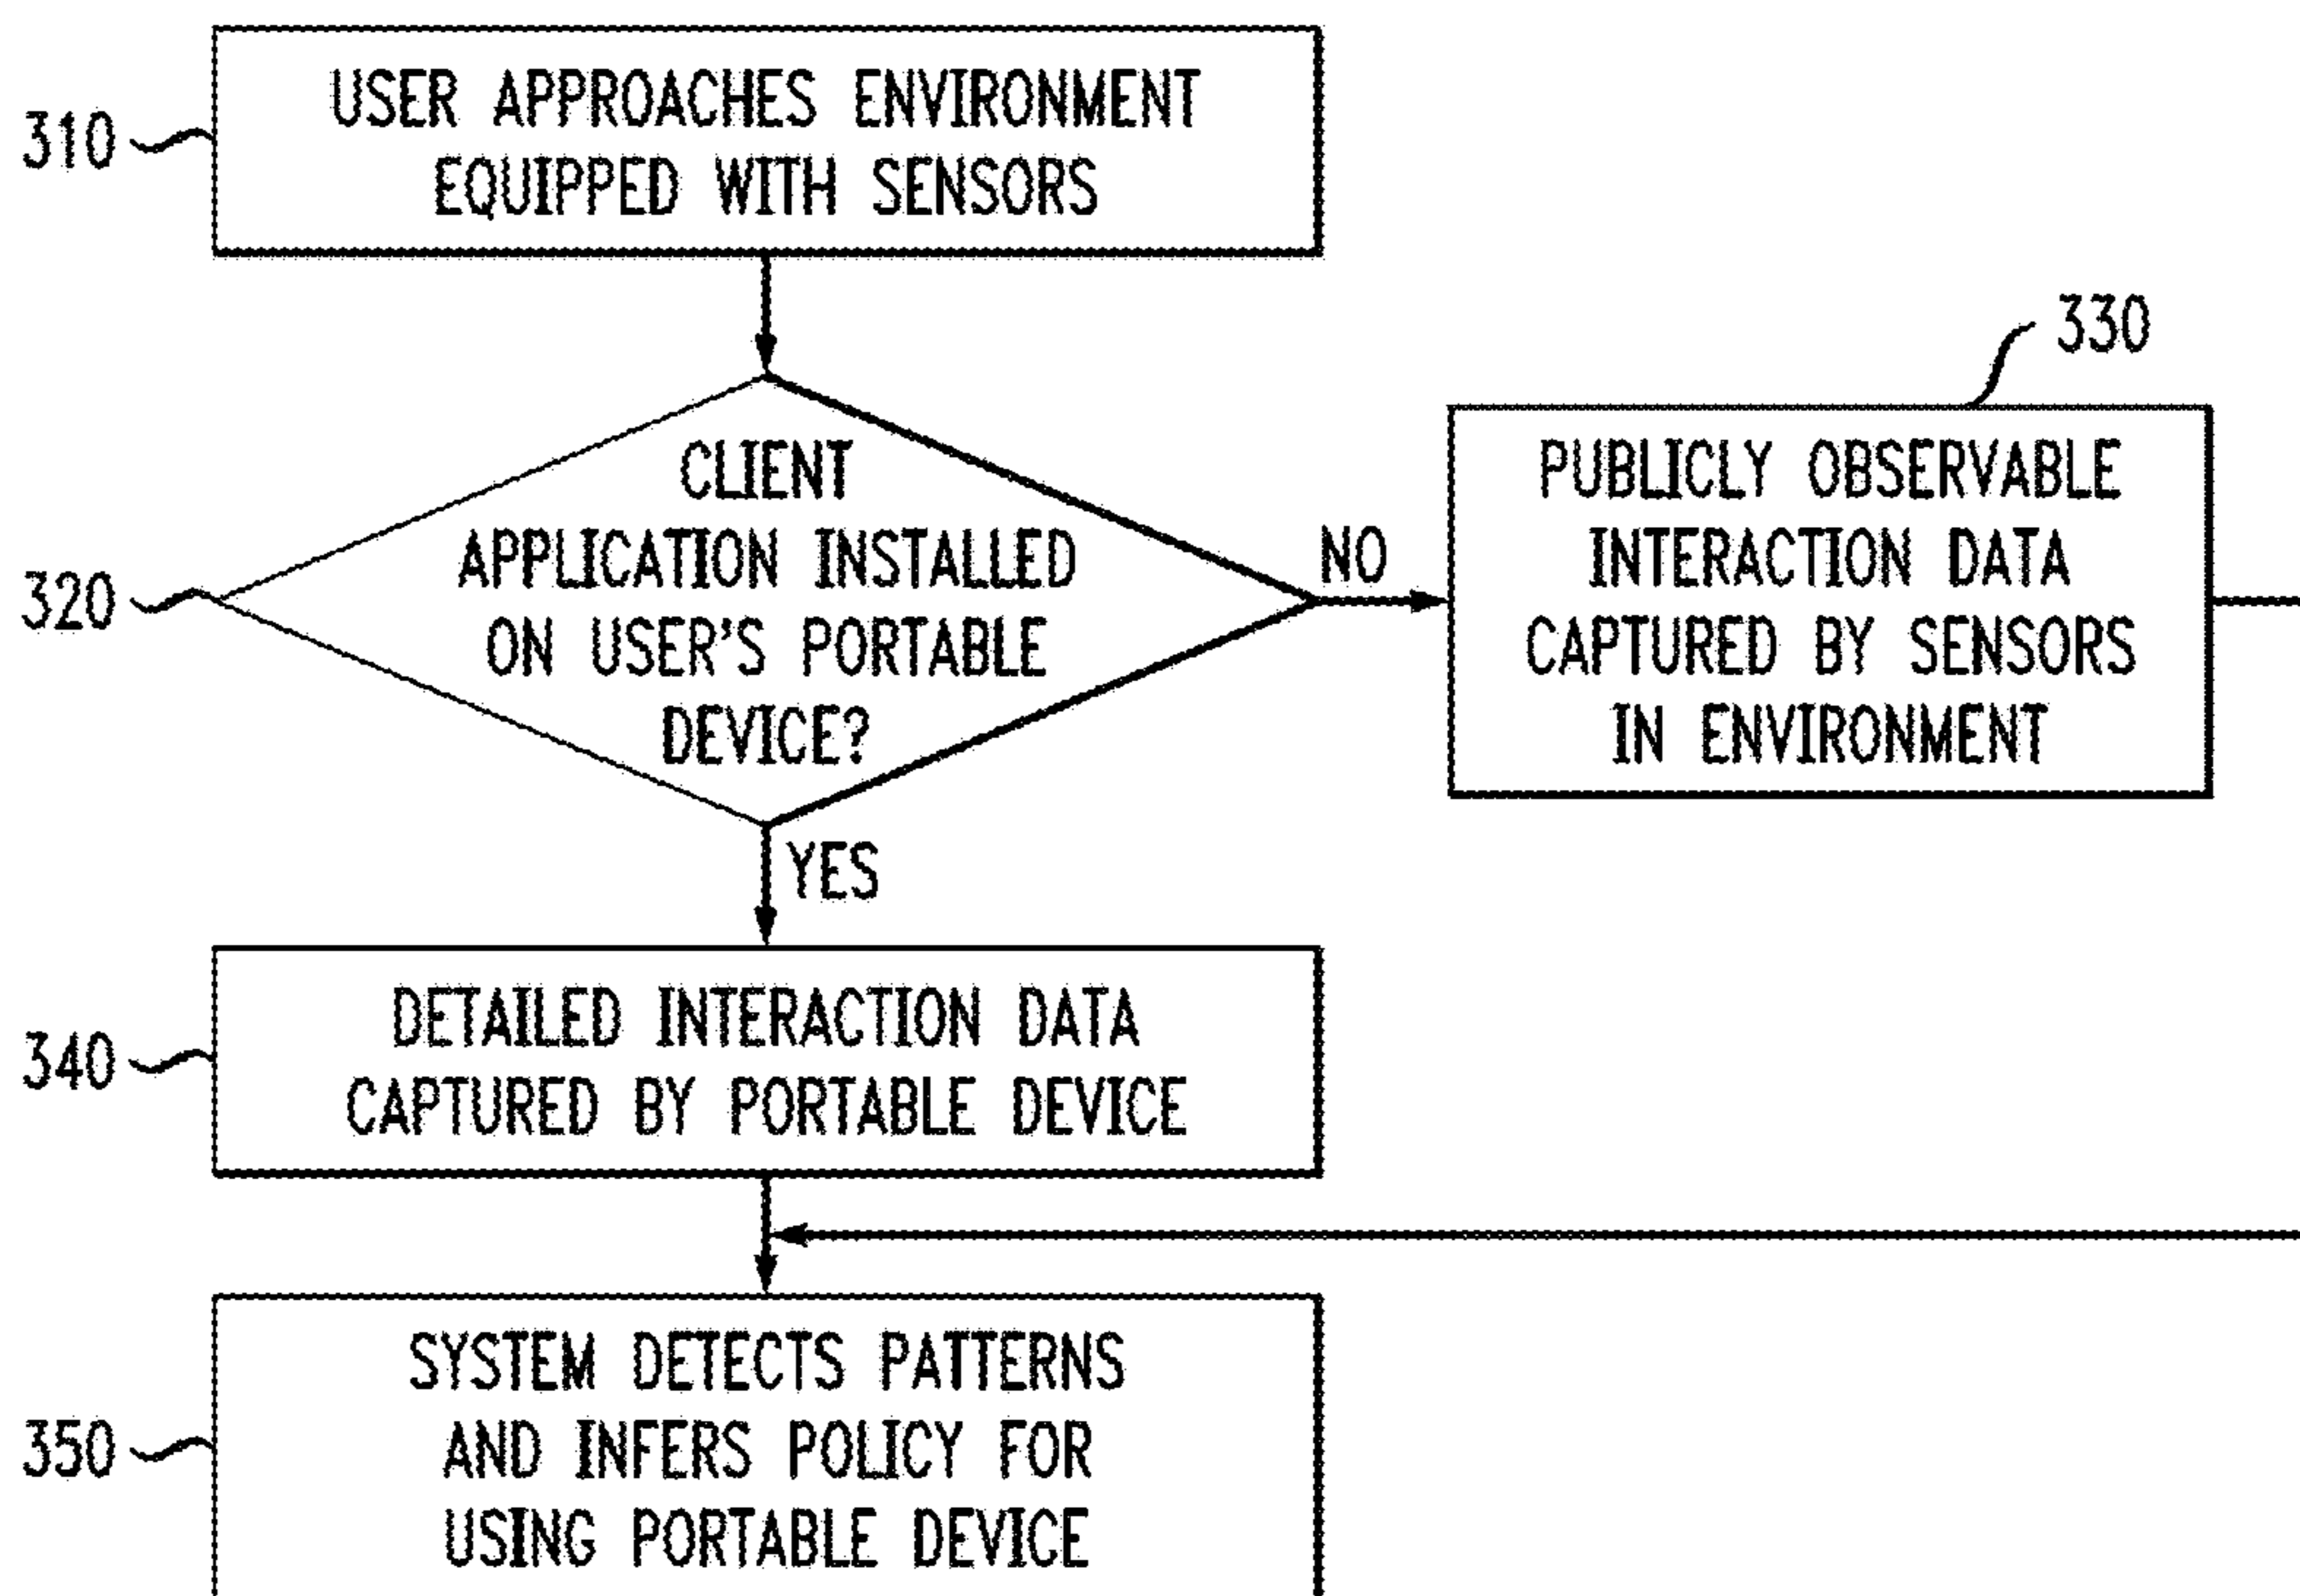 310
USER APPROACHES ENVIRONMENT
EQUIPPED WITH SENSORS
320
CLIENT
APPLICATION INSTALLED
ON USER'S PORTABLE
DEVICE?
NO
330
PUBLICLY OBSERVABLE
INTERACTION DATA
CAPTURED BY SENSORS
IN ENVIRONMENT
YES
340
DETAILED INTERACTION DATA
CAPTURED BY PORTABLE DEVICE
350
SYSTEM DETECTS PATTERNS
AND INFERS POLICY FOR
USING PORTABLE DEVICE